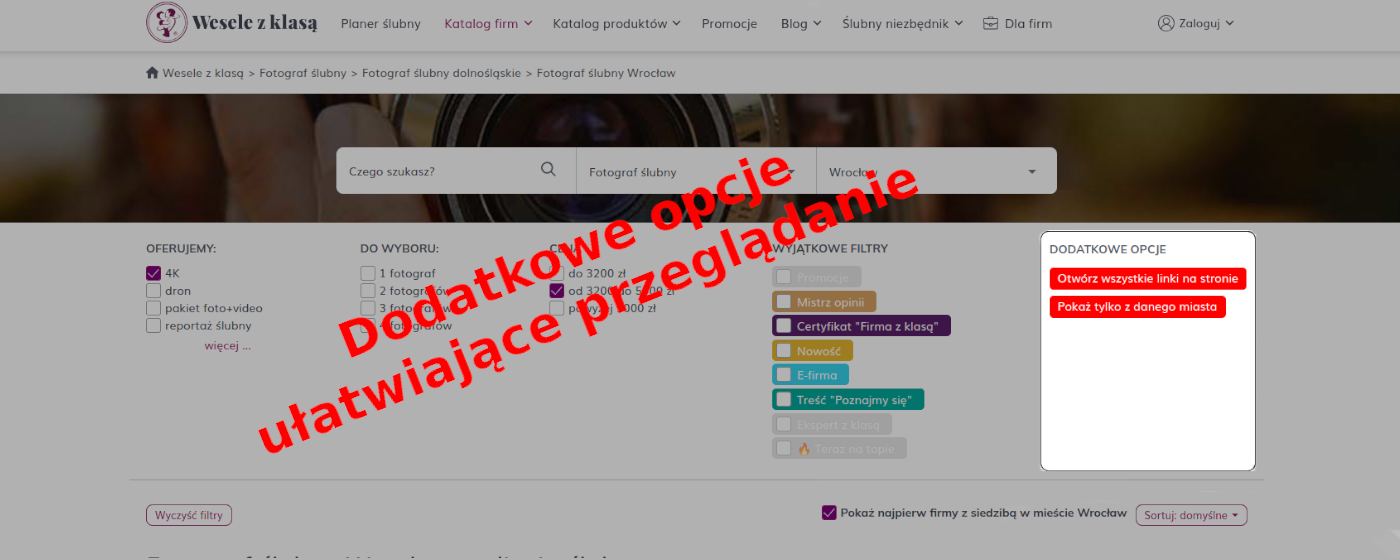 Wesele z klasą
Planer ślubny
Katalog firm
Katalog produktów
Promocje
Blog
Ślubny niezbędnik
Dla firm
Zaloguj
Wesele z klasą > Fotograf ślubny > Fotograf ślubny dolnośląskie > Fotograf ślubny Wrocław
Czego szukasz?
Fotograf ślubny
Wrocław
Dodatkowe opcje
ułatwiające przeglądanie
OFERUJEMY:
4K
dron
pakiet foto+video
reportaż ślubny
więcej ...
DO WYBORU:
1 fotograf
2 fotografów
3 fotografów
4 fotografów
CENA
do 3200 zł
od 3200 do zł
powyżej zł
WYJĄTKOWE FILTRY
Promocje
Mistrz opinii
Certyfikat "Firma z klasą"
Nowość
E-firma
Treść "Poznajmy się"
Ekspert z klasą
🔥 Teraz na topie
DODATKOWE OPCJE
Otwórz wszystkie linki na stronie
Pokaż tylko z danego miasta
Wyczyść filtry
Pokaż najpierw firmy z siedzibą w mieście Wrocław
Sortuj: domyślne